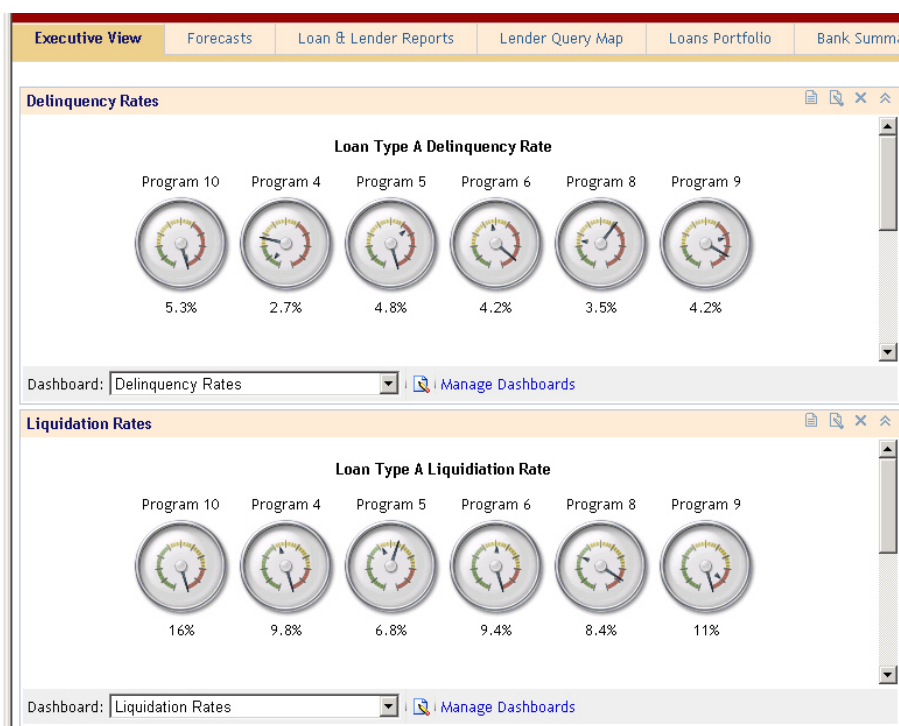 Executive View Forecasts Loan & Lender Reports Lender Query Map Loans Portfolio Bank Summa
Delinquency Rates
Loan Type A Delinquency Rate
Program 10 Program 4 Program 5 Program 6 Program 8 Program 9
5.3% 2.7% 4.8% 4.2% 3.5% 4.2%
Dashboard: Delinquency Rates Manage Dashboards
Liquidation Rates
Loan Type A Liquidiation Rate
Program 10 Program 4 Program 5 Program 6 Program 8 Program 9
16% 9.8% 6.8% 9.4% 8.4% 11%
Dashboard: Liquidation Rates Manage Dashboards